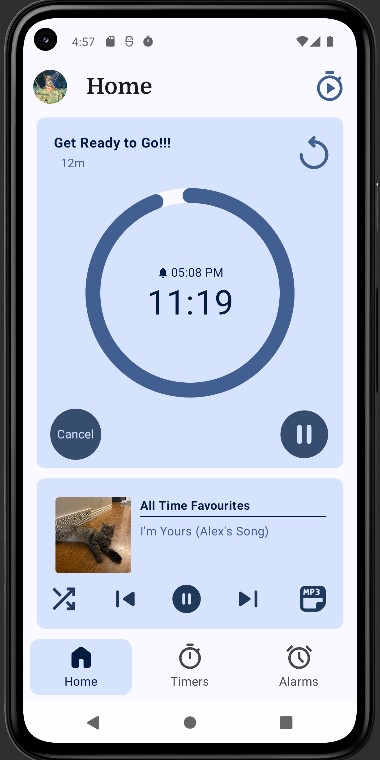 4:57
Home
Get Ready to Go!!!
12m
05:08 PM
11:19
Cancel
All Time Favourites
I'm Yours (Alex's Song)
MP3
Home
Timers
Alarms